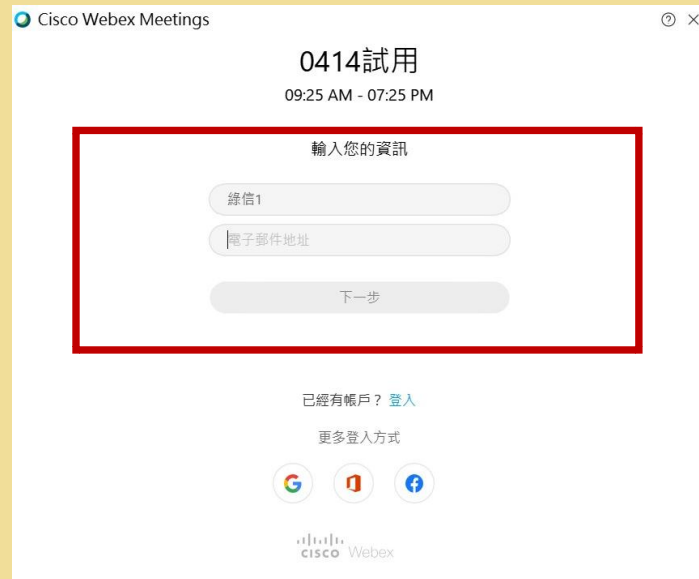 Cisco Webex Meetings
0414試用
09:25 AM - 07:25 PM
輸入您的資訊
綠信1
電子郵件地址
下一步
已經有帳戶？ 登入
更多登入方式
CISCO Webex